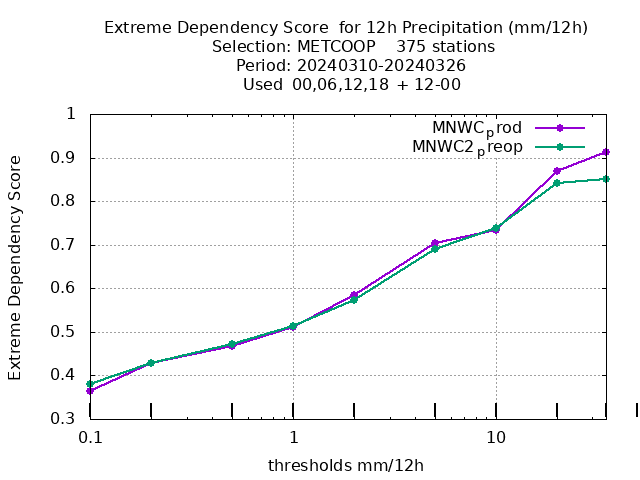 Extreme Dependency Score  for 12h Precipitation (mm/12h)
Selection: METCOOP    375 stations
Period: 20240310-20240326
Used  00,06,12,18  + 12-00
MNWCprod
MNWC2preop
Extreme Dependency Score
1
0.9
0.8
0.7
0.6
0.5
0.4
0.3
0.1
1
10
thresholds mm/12h